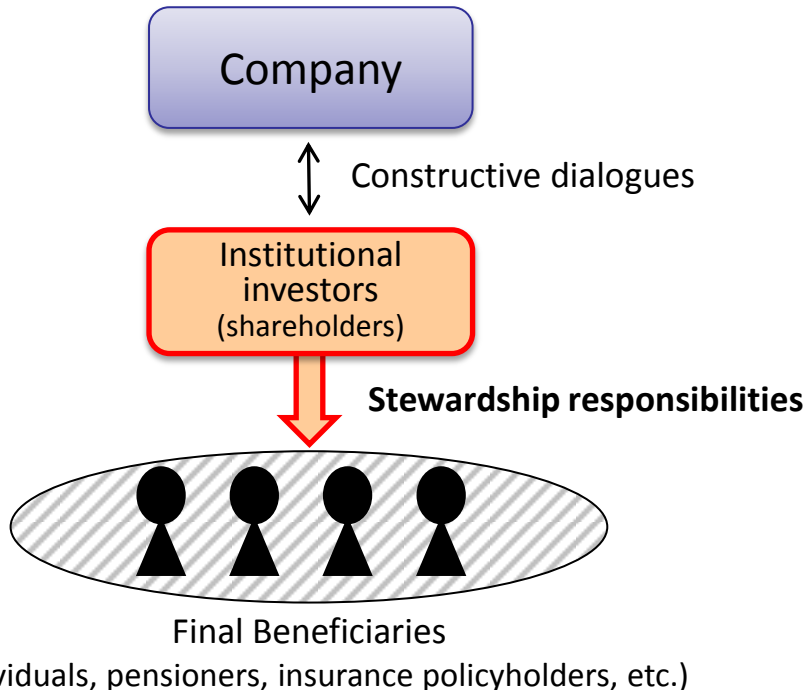 Company
Constructive dialogues
Institutional
investors
(shareholders)
Stewardship responsibilities
Final Beneficiaries
pensioners, insurance policyholders, etc.)